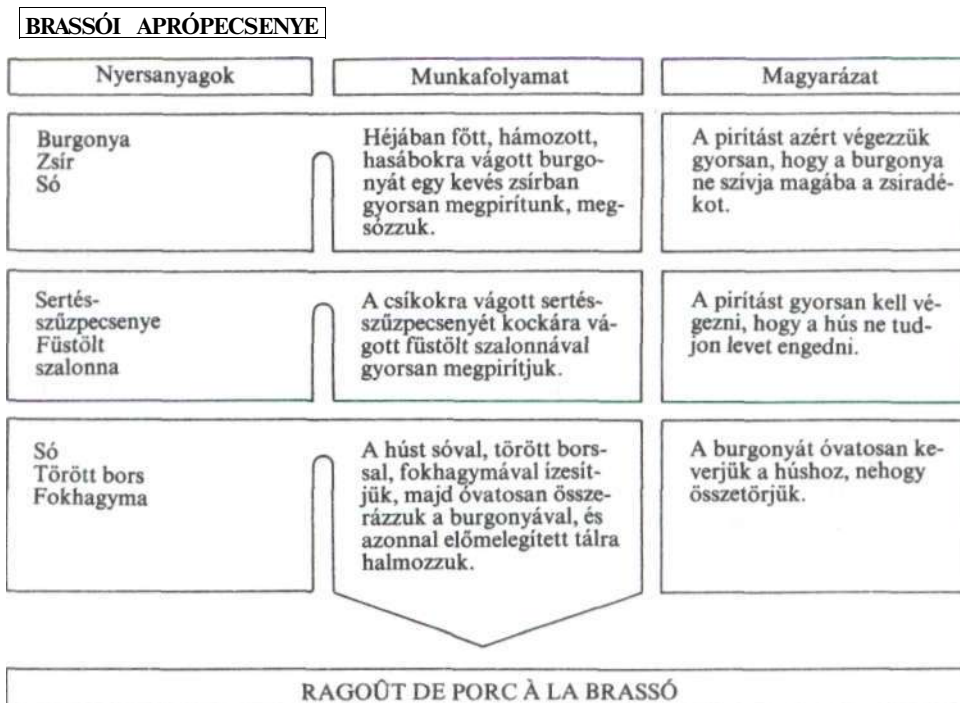 BRASSÓI APRÓPECSENYE
Nyersanyagok
Munkafolyamat
Magyarázat
Burgonya
Zsír
Só
Héjában főtt, hámozott,
hasábokra vágott burgo-
nyát egy kevés zsírban
gyorsan megpirítunk, meg-
sózzuk.
A pirítást azért végezzük
gyorsan, hogy a burgonya
ne szívja magába a zsiradé-
kot.
Sertés-
szűzpecsenye
Füstölt
szalonna
A csíkokra vágott sertés-
szűzpecsenyét kockára vá-
gott füstölt szalonnával
gyorsan megpirítjuk.
A pirítást gyorsan kell vé-
gezni, hogy a hús ne tud-
jon levet engedni.
Só
Törött bors
Fokhagyma
A húst sóval, törött bors-
sal, fokhagymával ízesít-
jük, majd óvatosan össze-
rázzuk a burgonyával, és
azonnal előmelegített tálra
halmozzuk.
A burgonyát óvatosan ke-
verjük a húshoz, nehogy
összetörjük.
RAGOÛT DE PORC À LA BRASSÓ